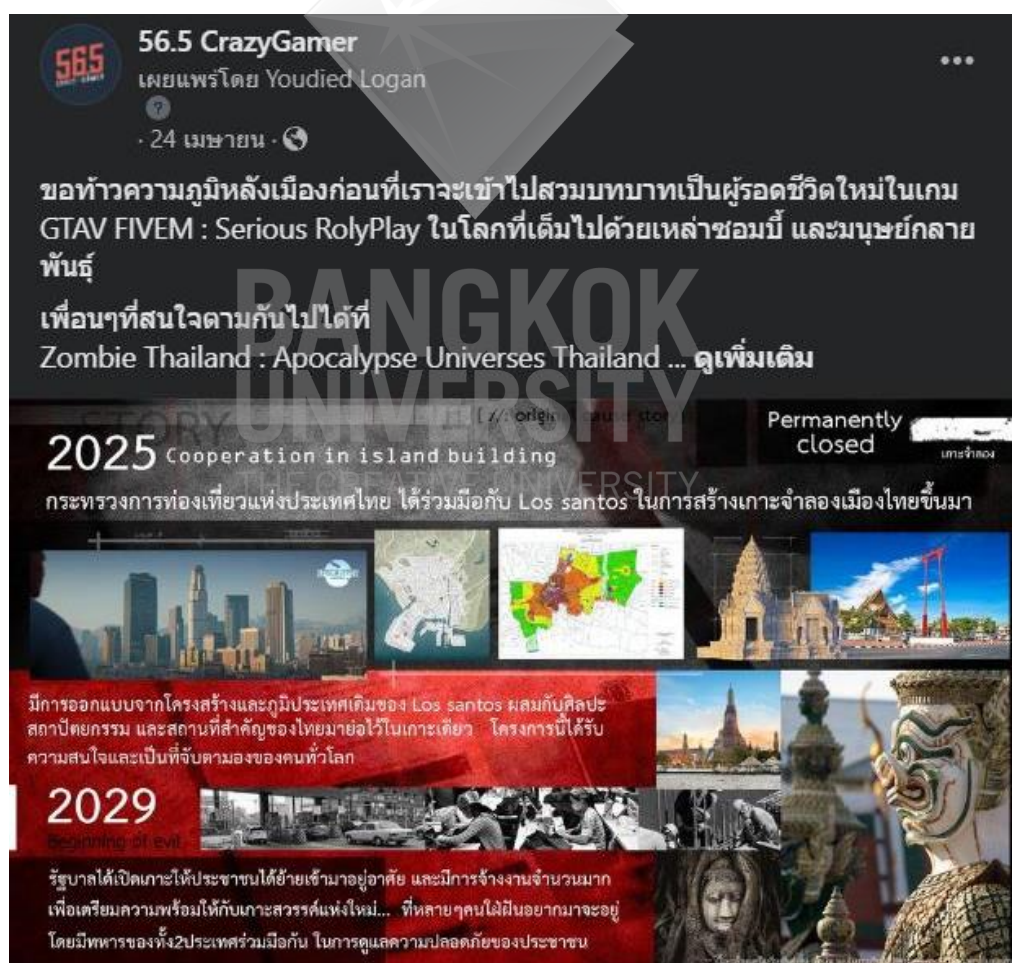 565
56.5 CrazyGamer
เผยแพร่โดย Youdied Logan
· 24 เมษายน ·
ขอท้าวความภูมิหลังเมืองก่อนที่เราจะเข้าไปสวมบทบาทเป็นผู้รอดชีวิตใหม่ในเกม
GTAV FIVEM : Serious RolyPlay ในโลกที่เต็มไปด้วยเหล่าซอมบี้ และมนุษย์กลาย
พันธุ์
เพื่อนๆที่สนใจตามกันไปได้ที่
Zombie Thailand : Apocalypse Universes Thailand ... ดูเพิ่มเติม
BANGKOK
UNIVERSITY
THE CREATIVE UNIVERSITY
STORY
Permanently
closed
เกาะจำลอง
2025 Cooperation in island building
กระทรวงการท่องเที่ยวแห่งประเทศไทย ได้ร่วมมือกับ Los santos ในการสร้างเกาะจำลองเมืองไทยขึ้นมา
มีการออกแบบจากโครงสร้างและภูมิประเทศเดิมของ Los santos ผสมกับศิลปะ
สถาปัตยกรรม และสถานที่สำคัญของไทยมาย่อไว้ในเกาะเดียว โครงการนี้ได้รับ
ความสนใจและเป็นที่จับตามองของคนทั่วโลก
2029
Beginning of evil
รัฐบาลได้เปิดเกาะให้ประชาชนได้ย้ายเข้ามาอยู่อาศัย และมีการจ้างงานจำนวนมาก
เพื่อเตรียมความพร้อมให้กับเกาะสวรรค์แห่งใหม่... ที่หลายๆคนใฝ่ฝันอยากมาจะอยู่
โดยมีทหารของทั้ง2ประเทศร่วมมือกัน ในการดูแลความปลอดภัยของประชาชน